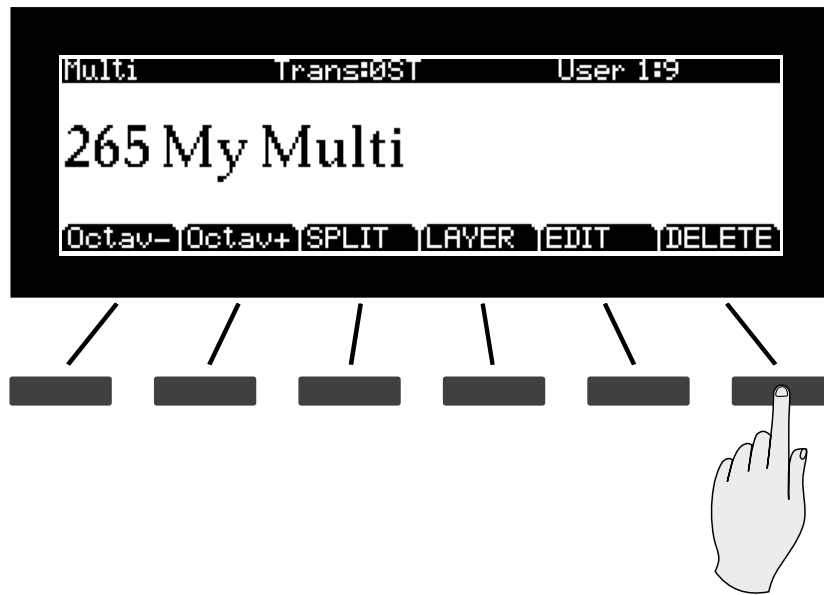 Multi Trans:0ST User 1:9
265 My Multi
Octav- Octav+ SPLIT LAYER EDIT DELETE